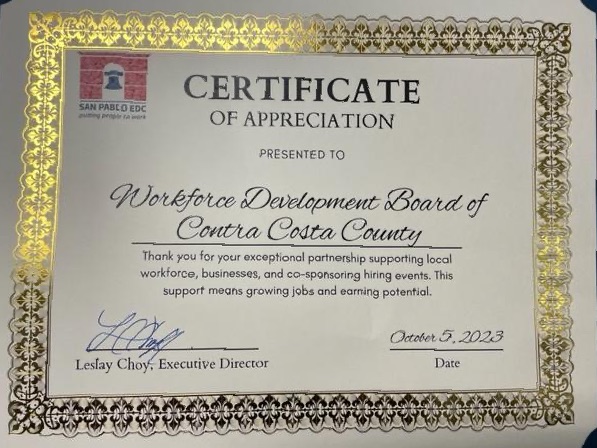 SAN PABLO EDC
putting people to work
CERTIFICATE
OF APPRECIATION
PRESENTED TO
Workforce Development Board of
Contra Costa County
Thank you for your exceptional partnership supporting local
workforce, businesses, and co-sponsoring hiring events. This
support means growing jobs and earning potential.
October 5, 2023
Leslay Choy, Executive Director
Date